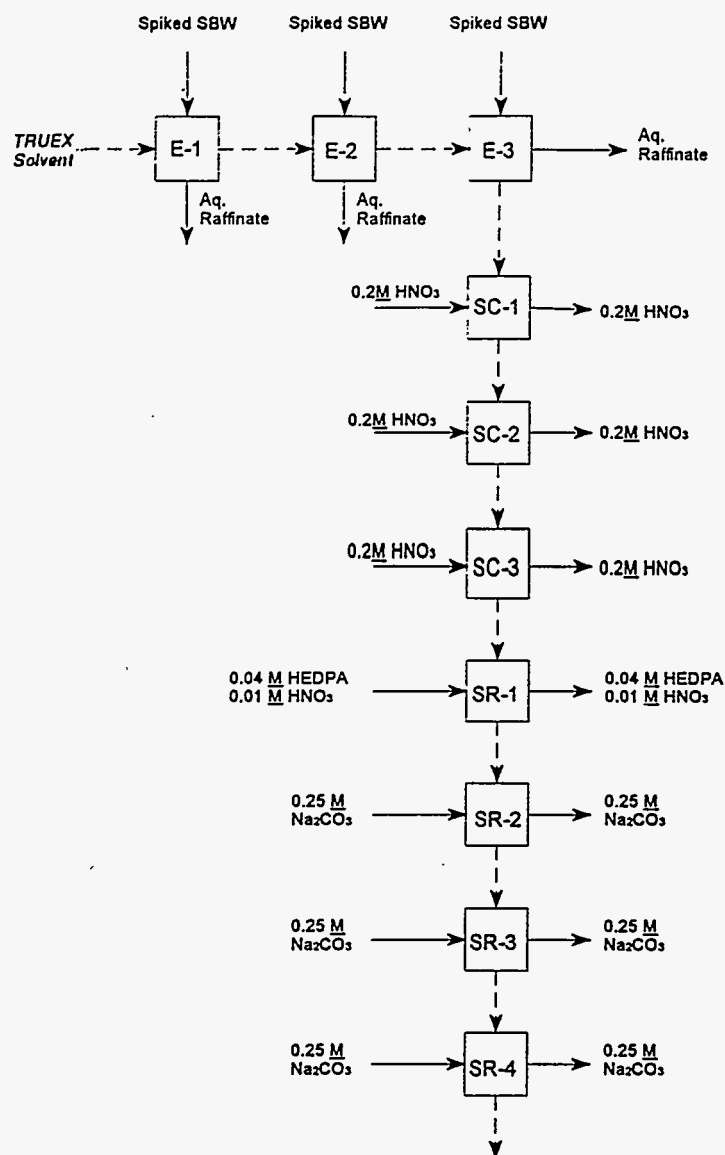 Spiked SBW Spiked SBW Spiked SBW
TRUEX
Solvent
E-1 E-2 E-3
Aq.
Raffinate
Aq.
Raffinate
Aq.
Raffinate
0.2M HNO₃ SC-1 0.2M HNO₃
0.2M HNO₃ SC-2 0.2M HNO₃
0.2M HNO₃ SC-3 0.2M HNO₃
0.04 M HEDPA
0.01 M HNO₃
SR-1
0.04 M HEDPA
0.01 M HNO₃
0.25 M
Na₂CO₃
SR-2
0.25 M
Na₂CO₃
0.25 M
Na₂CO₃
SR-3
0.25 M
Na₂CO₃
0.25 M
Na₂CO₃
SR-4
0.25 M
Na₂CO₃